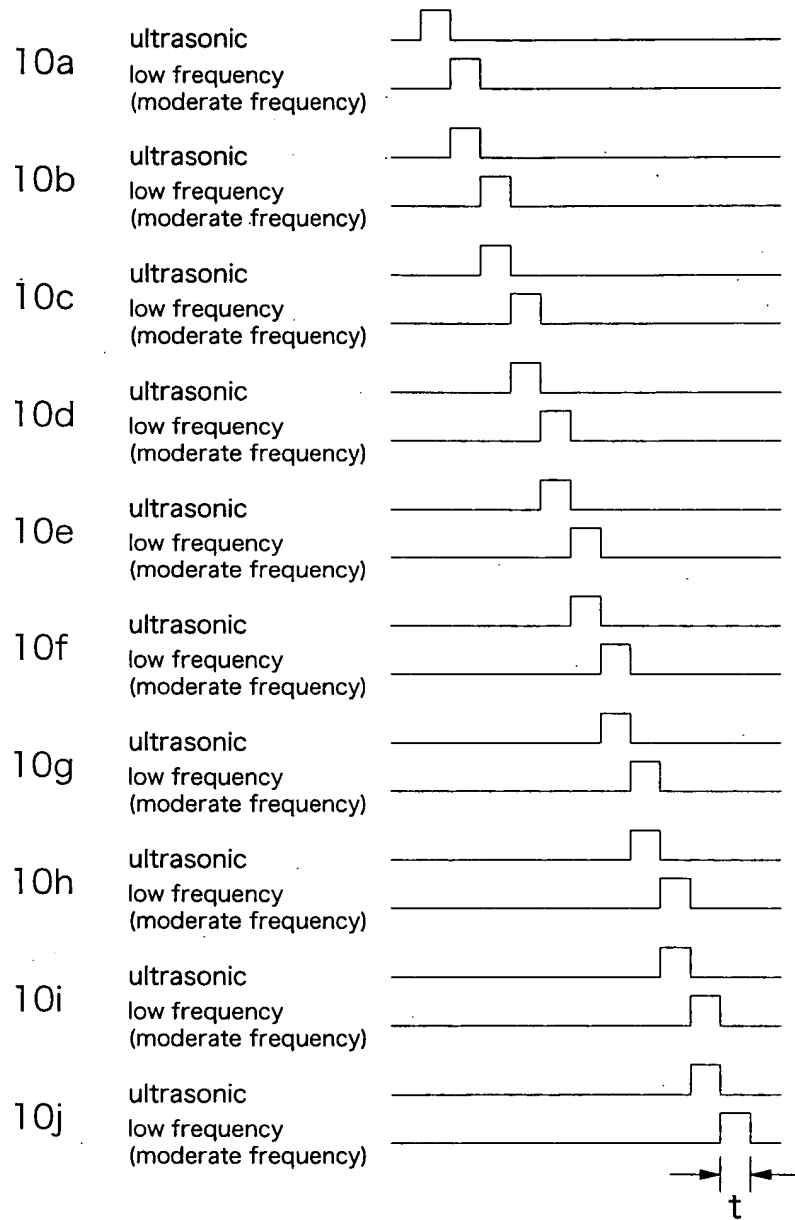 10a
ultrasonic
low frequency
(moderate frequency)
10b
ultrasonic
low frequency
(moderate frequency)
10c
ultrasonic
low frequency
(moderate frequency)
10d
ultrasonic
low frequency
(moderate frequency)
10e
ultrasonic
low frequency
(moderate frequency)
10f
ultrasonic
low frequency
(moderate frequency)
10g
ultrasonic
low frequency
(moderate frequency)
10h
ultrasonic
low frequency
(moderate frequency)
10i
ultrasonic
low frequency
(moderate frequency)
10j
ultrasonic
low frequency
(moderate frequency)
t